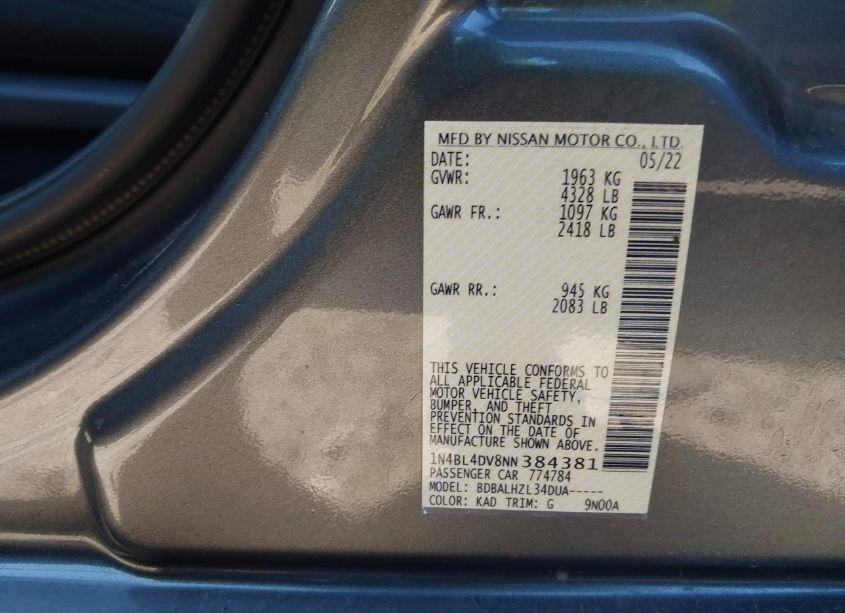 MFD BY NISSAN MOTOR CO., LTD.
DATE: 05/22
GVWR: 1963 KG
4328 LB
GAWR FR.: 1097 KG
2418 LB
GAWR RR.: 945 KG
2083 LB
THIS VEHICLE CONFORMS TO
ALL APPLICABLE FEDERAL
MOTOR VEHICLE SAFETY,
BUMPER, AND THEFT
PREVENTION STANDARDS IN
EFFECT ON THE DATE OF
MANUFACTURE SHOWN ABOVE.
1N4BL4DV8NN384381
PASSENGER CAR 774784
MODEL: BDBALHZL34DUA-----
COLOR: KAD TRIM: G 9N00A